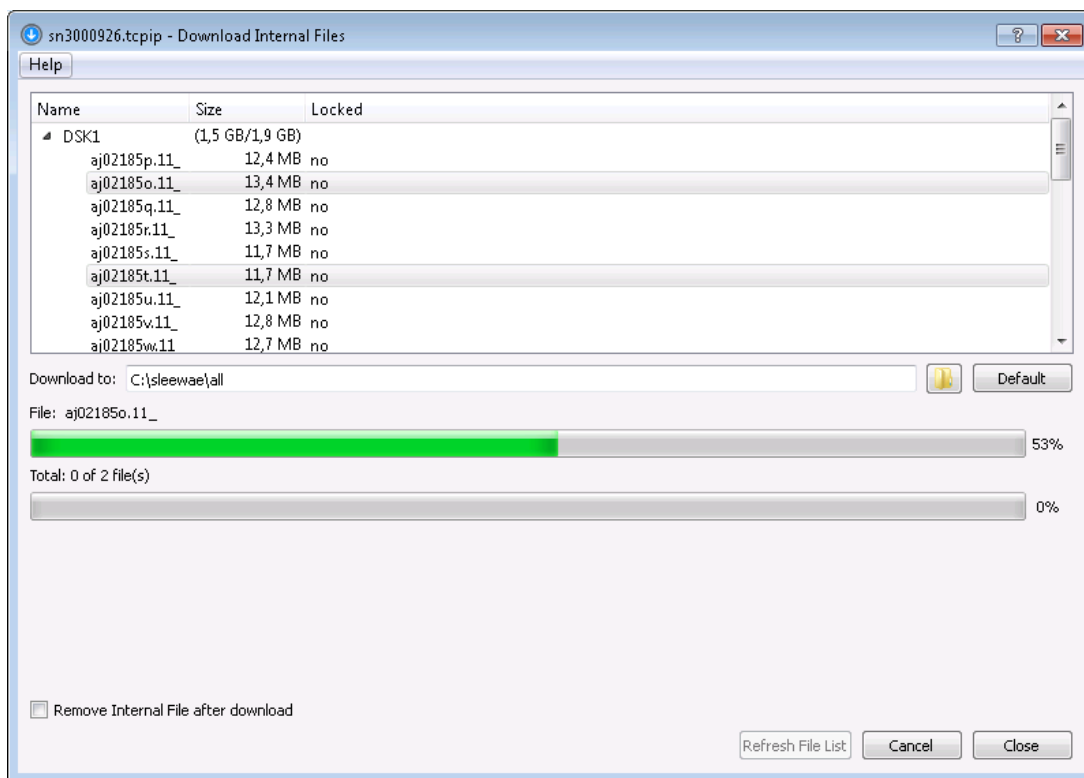 sn3000926.tcpip - Download Internal Files
Help
Name Size Locked
DSK1 (1,5 GB/1,9 GB)
aj02185p.11_ 12,4 MB no
aj02185o.11_ 13,4 MB no
aj02185q.11_ 12,8 MB no
aj02185r.11_ 13,3 MB no
aj02185s.11_ 11,7 MB no
aj02185t.11_ 11,7 MB no
aj02185u.11_ 12,1 MB no
aj02185v.11_ 12,8 MB no
aj02185w.11 12,7 MB no
Download to: C:\sleewae\all Default
File: aj02185o.11_
53%
Total: 0 of 2 file(s)
0%
Remove Internal File after download
Refresh File List Cancel Close